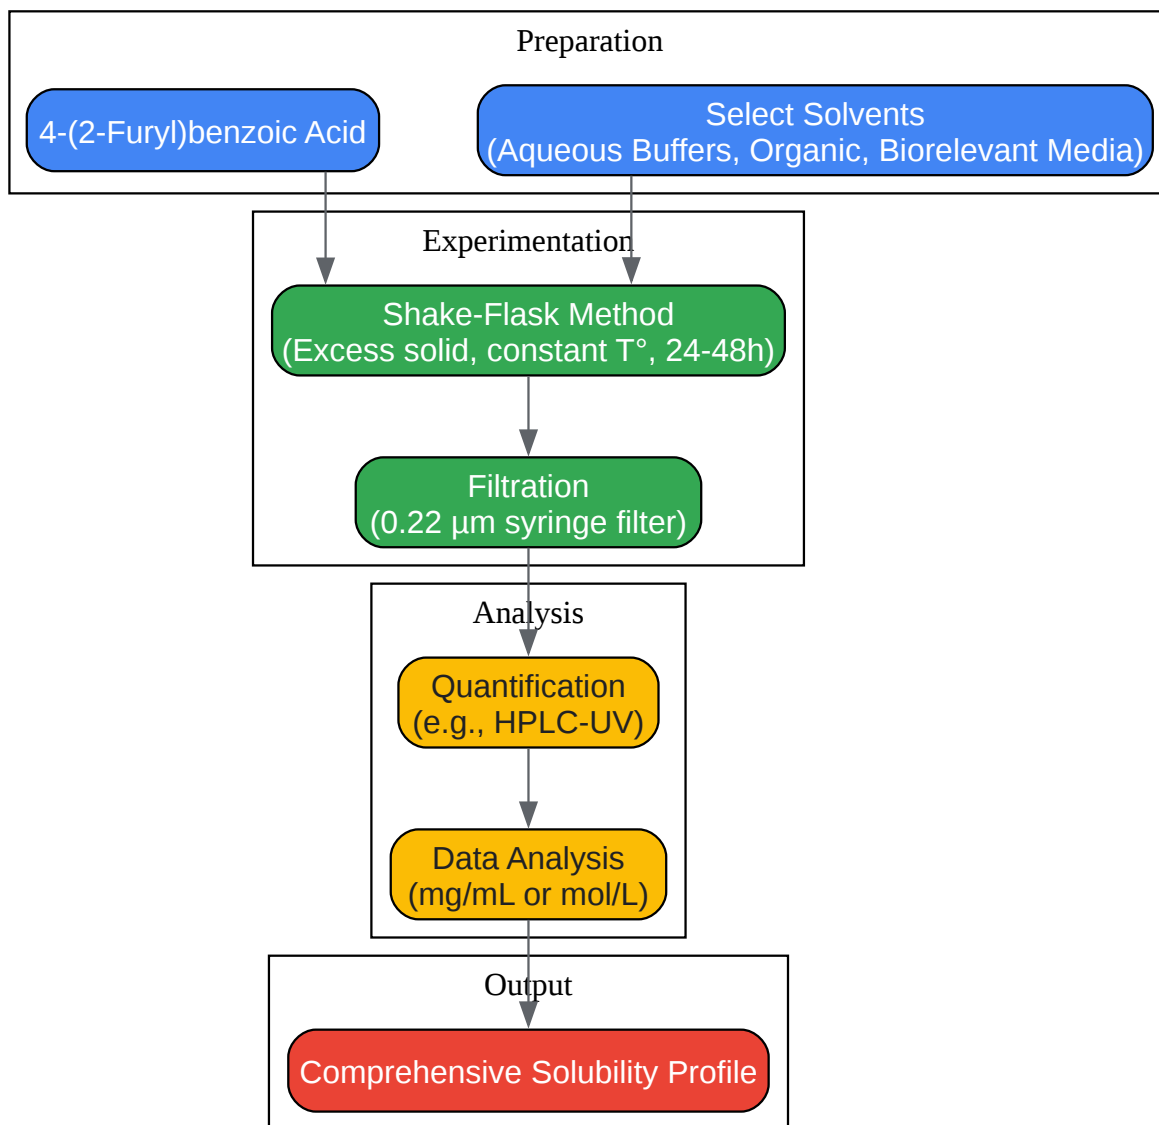 Preparation
4-(2-Furyl)benzoic Acid
Select Solvents
(Aqueous Buffers, Organic, Biorelevant Media)
Experimentation
Shake-Flask Method
(Excess solid, constant T°, 24-48h)
Filtration
(0.22 µm syringe filter)
Analysis
Quantification
(e.g., HPLC-UV)
Data Analysis
(mg/mL or mol/L)
Output
Comprehensive Solubility Profile